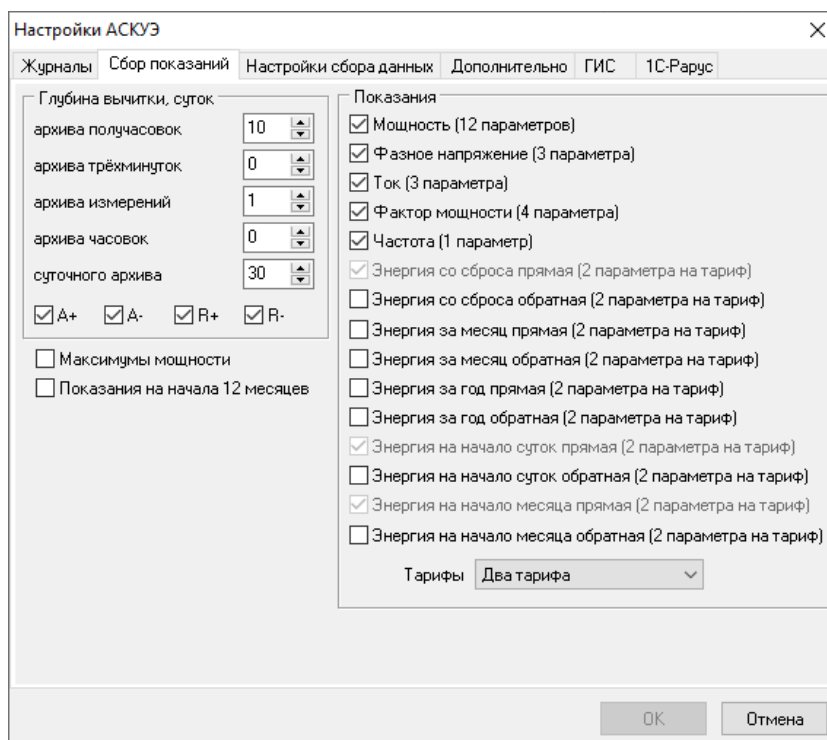 Настройки АСКУЭ
Журналы Сбор показаний Настройки сбора данных Дополнительно ГИС 1С-Рарус
Глубина вычитки, суток
архива получасовок 10
архива трёхминуток 0
архива измерений 1
архива часовок 0
суточного архива 30
A+ A- R+ R-
Максимумы мощности
Показания на начала 12 месяцев
Показания
Мощность (12 параметров)
Фазное напряжение (3 параметра)
Ток (3 параметра)
Фактор мощности (4 параметра)
Частота (1 параметр)
Энергия со сброса прямая (2 параметра на тариф)
Энергия со сброса обратная (2 параметра на тариф)
Энергия за месяц прямая (2 параметра на тариф)
Энергия за месяц обратная (2 параметра на тариф)
Энергия за год прямая (2 параметра на тариф)
Энергия за год обратная (2 параметра на тариф)
Энергия на начало суток прямая (2 параметра на тариф)
Энергия на начало суток обратная (2 параметра на тариф)
Энергия на начало месяца прямая (2 параметра на тариф)
Энергия на начало месяца обратная (2 параметра на тариф)
Тарифы Два тарифа
OK Отмена